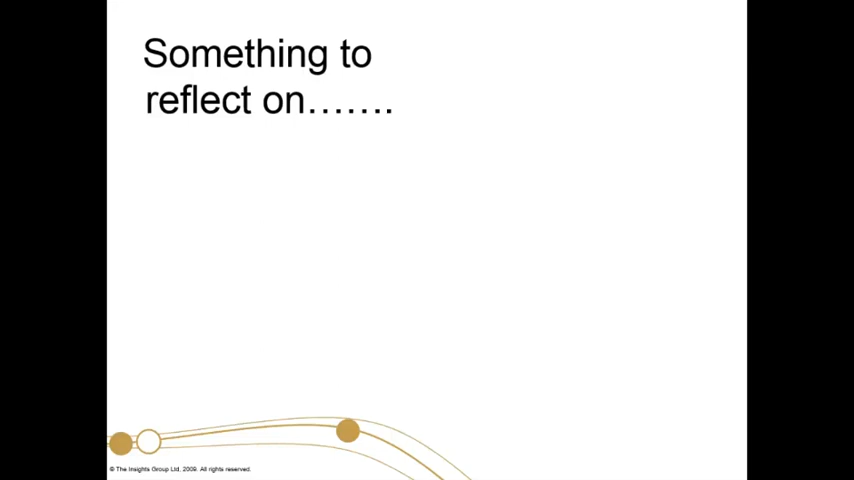 Something to
reflect on…….
© The Insights Group Ltd, 2009. All rights reserved.